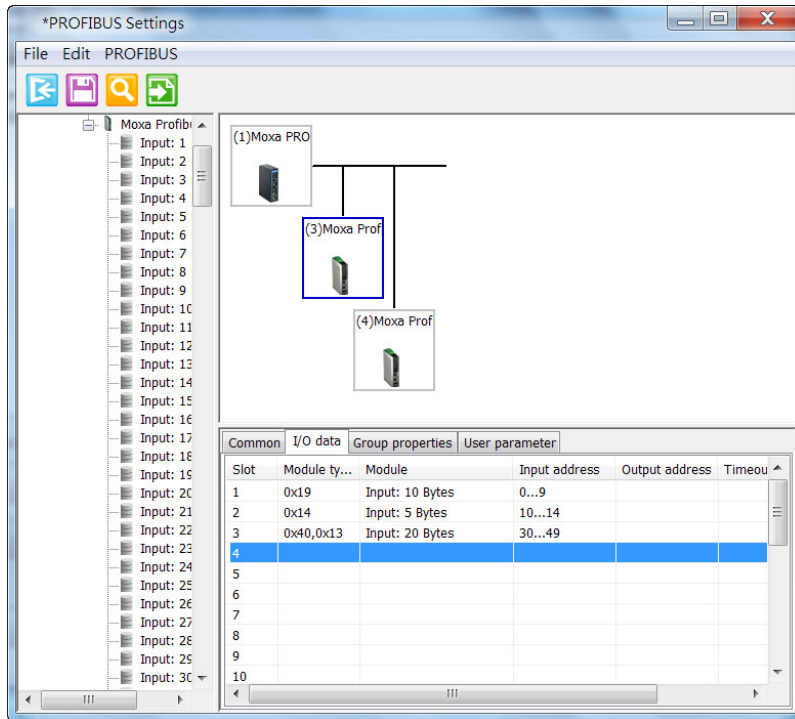 *PROFIBUS Settings
File Edit PROFIBUS
Moxa Profib
Input: 1
Input: 2
Input: 3
Input: 4
Input: 5
Input: 6
Input: 7
Input: 8
Input: 9
Input: 10
Input: 11
Input: 12
Input: 13
Input: 14
Input: 15
Input: 16
Input: 17
Input: 18
Input: 19
Input: 20
Input: 21
Input: 22
Input: 23
Input: 24
Input: 25
Input: 26
Input: 27
Input: 28
Input: 29
Input: 30
(1)Moxa PRO
(3)Moxa Prof
(4)Moxa Prof
Common I/O data Group properties User parameter
Slot Module ty... Module Input address Output address Timeou
1 0x19 Input: 10 Bytes 0...9
2 0x14 Input: 5 Bytes 10...14
3 0x40,0x13 Input: 20 Bytes 30...49
4
5
6
7
8
9
10